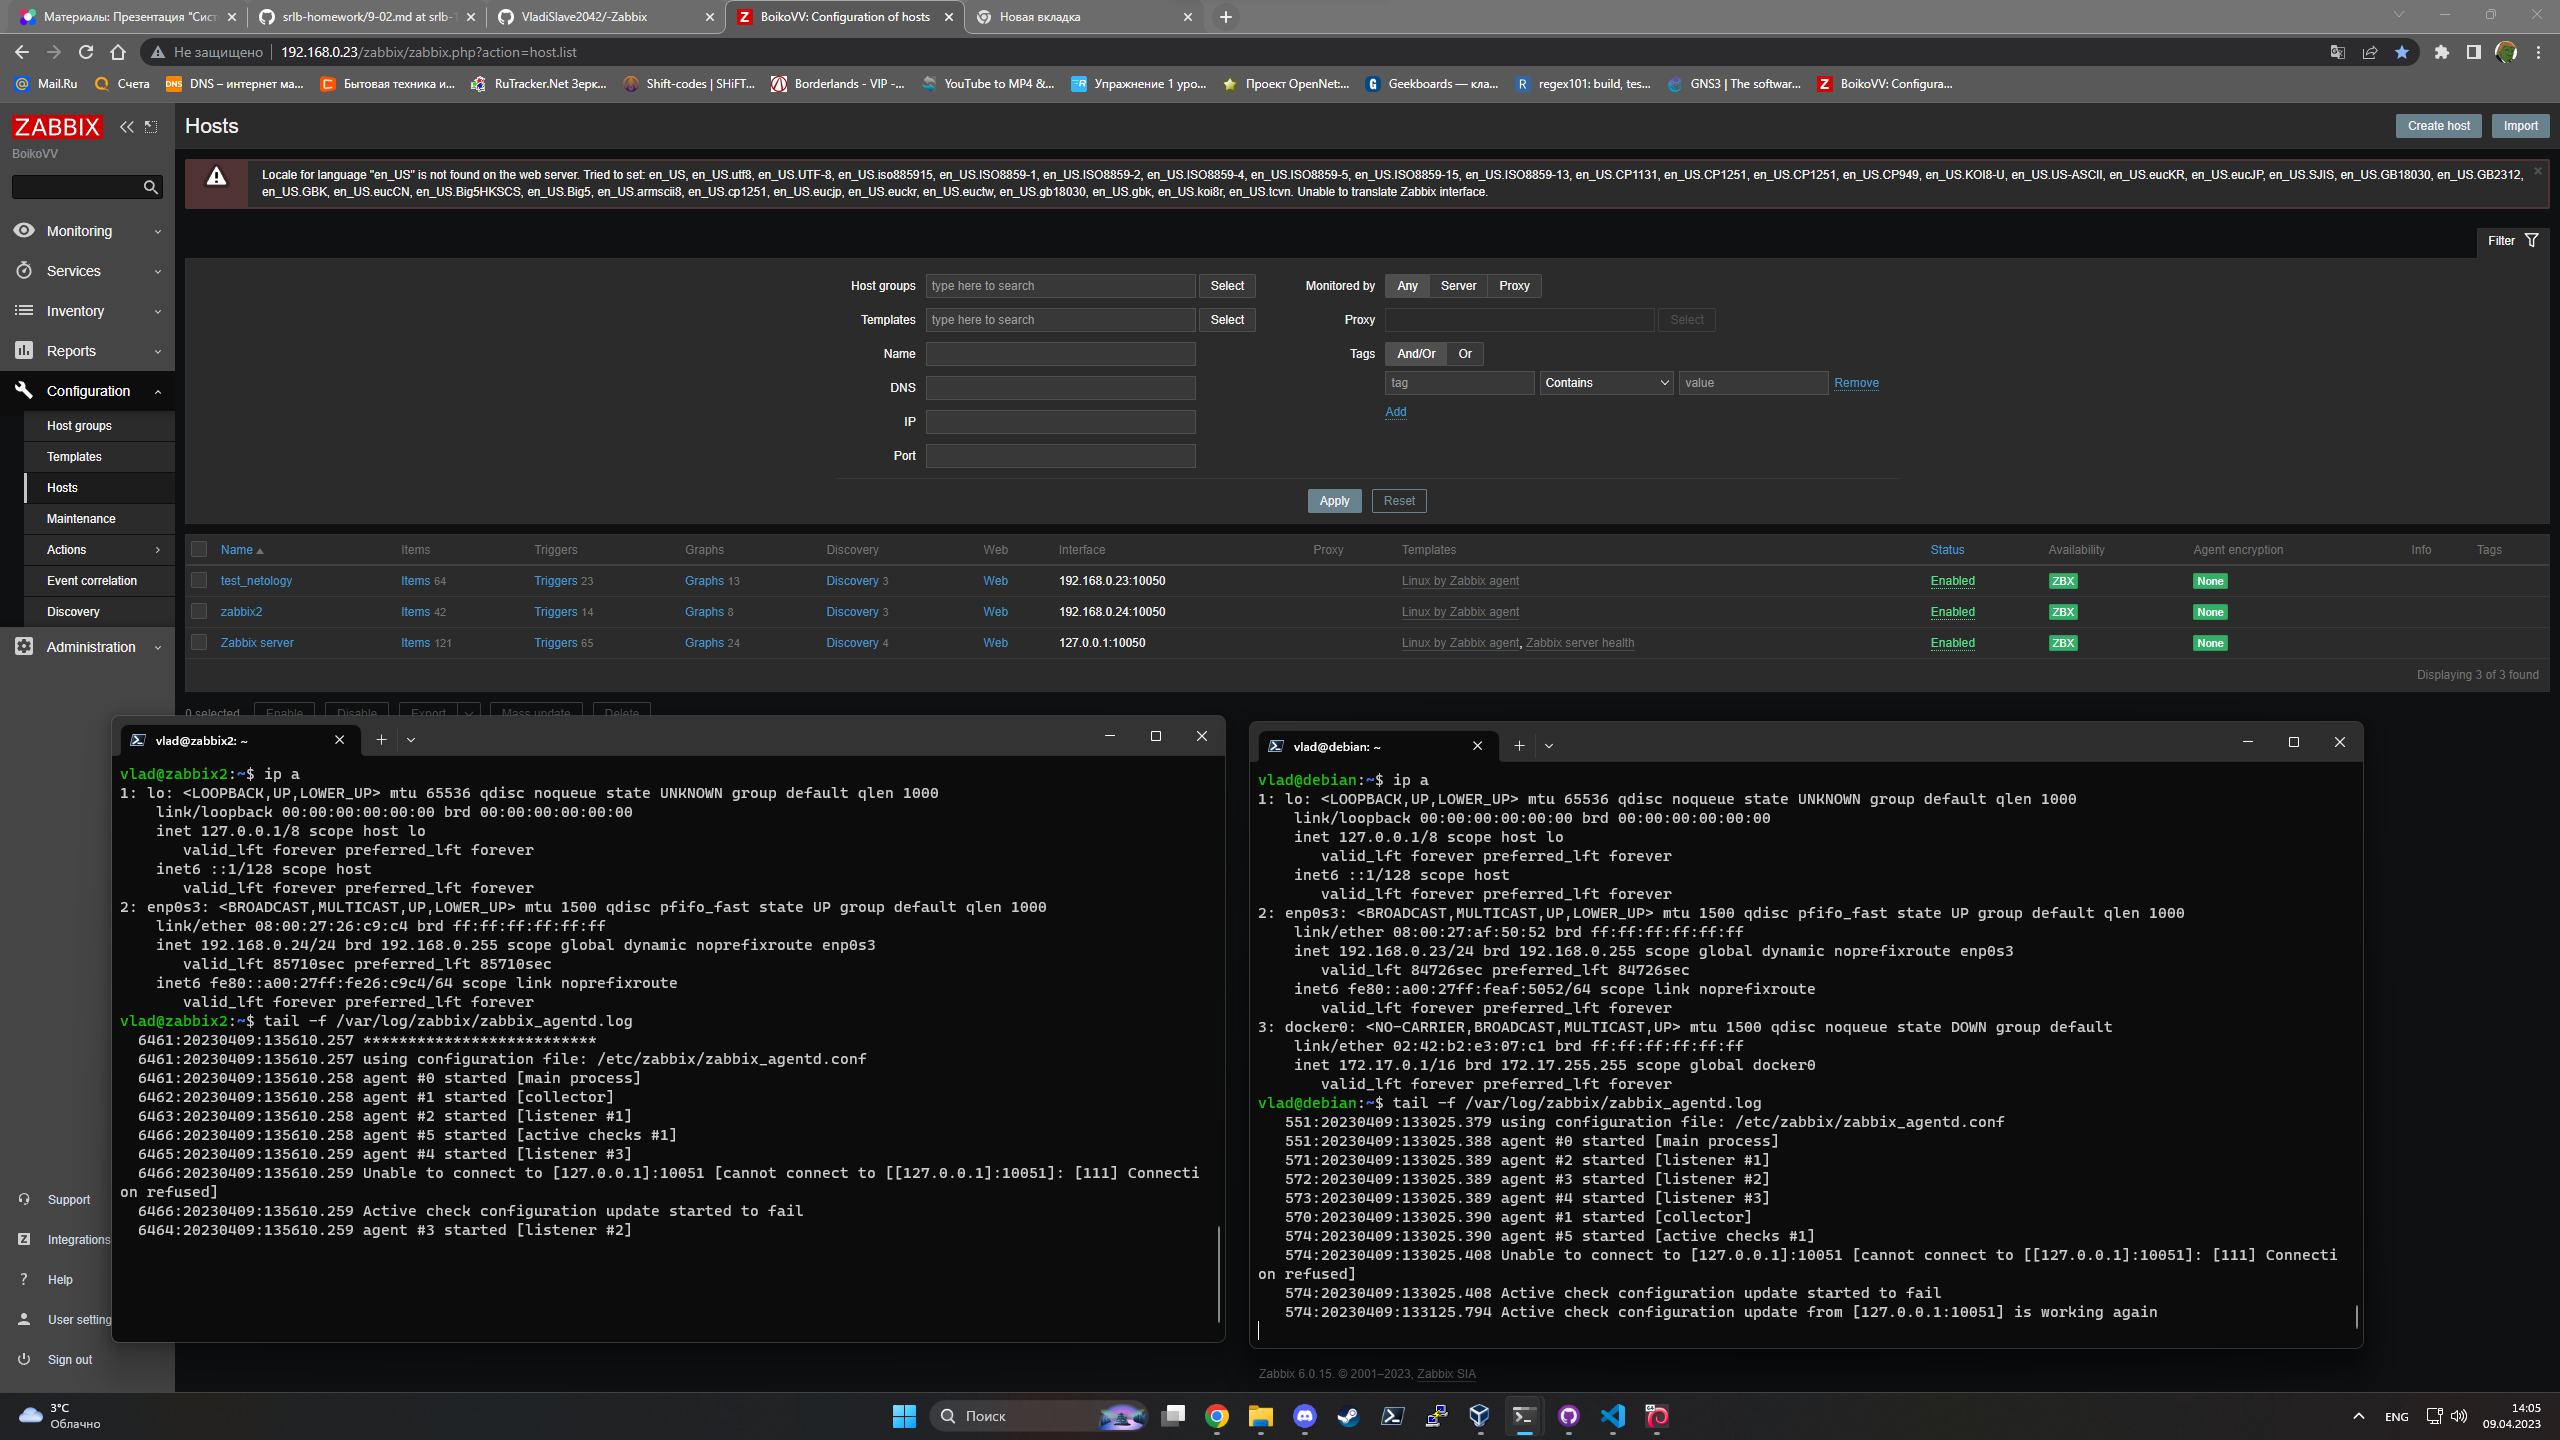 Материалы: Презентация "Сист
srlb-homework/9-02.md at srlb-1
VladiSlave2042/-Zabbix
BoikoVV: Configuration of hosts
Новая вкладка
Не защищено
192.168.0.23/zabbix/zabbix.php?action=host.list
Mail.Ru
Счета
DNS – интернет ма...
Бытовая техника и...
RuTracker.Net Зерк...
Shift-codes | SHiFT...
Borderlands - VIP -...
YouTube to MP4 &...
Упражнение 1 уро...
Проект OpenNet:...
Geekboards — кла...
regex101: build, tes...
GNS3 | The softwar...
BoikoVV: Configura...
ZABBIX
BoikoVV
Hosts
Create host
Import
Locale for language "en_US" is not found on the web server. Tried to set: en_US, en_US.utf8, en_US.UTF-8, en_US.iso885915, en_US.ISO8859-1, en_US.ISO8859-2, en_US.ISO8859-4, en_US.ISO8859-5, en_US.ISO8859-15, en_US.ISO8859-13, en_US.CP1131, en_US.CP1251, en_US.CP1251, en_US.CP949, en_US.KOI8-U, en_US.US-ASCII, en_US.eucKR, en_US.eucJP, en_US.SJIS, en_US.GB18030, en_US.GB2312,
en_US.GBK, en_US.eucCN, en_US.Big5HKSCS, en_US.Big5, en_US.armscii8, en_US.cp1251, en_US.eucjp, en_US.euckr, en_US.euctw, en_US.gb18030, en_US.gbk, en_US.koi8r, en_US.tcvn. Unable to translate Zabbix interface.
Monitoring
Services
Inventory
Reports
Configuration
Host groups
Templates
Hosts
Maintenance
Actions
Event correlation
Discovery
Administration
Support
Integrations
Help
User setting
Sign out
Filter
Host groups type here to search Select
Templates type here to search Select
Name
DNS
IP
Port
Monitored by Any Server Proxy
Proxy Select
Tags And/Or Or
tag Contains value Remove
Add
Apply Reset
Name Items Triggers Graphs Discovery Web Interface Proxy Templates Status Availability Agent encryption Info Tags
test_netology Items 64 Triggers 23 Graphs 13 Discovery 3 Web 192.168.0.23:10050 Linux by Zabbix agent Enabled ZBX None
zabbix2 Items 42 Triggers 14 Graphs 8 Discovery 3 Web 192.168.0.24:10050 Linux by Zabbix agent Enabled ZBX None
Zabbix server Items 121 Triggers 65 Graphs 24 Discovery 4 Web 127.0.0.1:10050 Linux by Zabbix agent, Zabbix server health Enabled ZBX None
Displaying 3 of 3 found
0 selected Enable Disable Export Mass update Delete
vlad@zabbix2: ~
vlad@zabbix2:~$ ip a
1: lo: <LOOPBACK,UP,LOWER_UP> mtu 65536 qdisc noqueue state UNKNOWN group default qlen 1000
link/loopback 00:00:00:00:00:00 brd 00:00:00:00:00:00
inet 127.0.0.1/8 scope host lo
valid_lft forever preferred_lft forever
inet6 ::1/128 scope host
valid_lft forever preferred_lft forever
2: enp0s3: <BROADCAST,MULTICAST,UP,LOWER_UP> mtu 1500 qdisc pfifo_fast state UP group default qlen 1000
link/ether 08:00:27:26:c9:c4 brd ff:ff:ff:ff:ff:ff
inet 192.168.0.24/24 brd 192.168.0.255 scope global dynamic noprefixroute enp0s3
valid_lft 85710sec preferred_lft 85710sec
inet6 fe80::a00:27ff:fe26:c9c4/64 scope link noprefixroute
valid_lft forever preferred_lft forever
vlad@zabbix2:~$ tail -f /var/log/zabbix/zabbix_agentd.log
6461:20230409:135610.257 **************************
6461:20230409:135610.257 using configuration file: /etc/zabbix/zabbix_agentd.conf
6461:20230409:135610.258 agent #0 started [main process]
6462:20230409:135610.258 agent #1 started [collector]
6463:20230409:135610.258 agent #2 started [listener #1]
6466:20230409:135610.258 agent #5 started [active checks #1]
6465:20230409:135610.259 agent #4 started [listener #3]
6466:20230409:135610.259 Unable to connect to [127.0.0.1]:10051 [cannot connect to [[127.0.0.1]:10051]: [111] Connecti
on refused]
6466:20230409:135610.259 Active check configuration update started to fail
6464:20230409:135610.259 agent #3 started [listener #2]
vlad@debian: ~
vlad@debian:~$ ip a
1: lo: <LOOPBACK,UP,LOWER_UP> mtu 65536 qdisc noqueue state UNKNOWN group default qlen 1000
link/loopback 00:00:00:00:00:00 brd 00:00:00:00:00:00
inet 127.0.0.1/8 scope host lo
valid_lft forever preferred_lft forever
inet6 ::1/128 scope host
valid_lft forever preferred_lft forever
2: enp0s3: <BROADCAST,MULTICAST,UP,LOWER_UP> mtu 1500 qdisc pfifo_fast state UP group default qlen 1000
link/ether 08:00:27:af:50:52 brd ff:ff:ff:ff:ff:ff
inet 192.168.0.23/24 brd 192.168.0.255 scope global dynamic noprefixroute enp0s3
valid_lft 84726sec preferred_lft 84726sec
inet6 fe80::a00:27ff:feaf:5052/64 scope link noprefixroute
valid_lft forever preferred_lft forever
3: docker0: <NO-CARRIER,BROADCAST,MULTICAST,UP> mtu 1500 qdisc noqueue state DOWN group default
link/ether 02:42:b2:e3:07:c1 brd ff:ff:ff:ff:ff:ff
inet 172.17.0.1/16 brd 172.17.255.255 scope global docker0
valid_lft forever preferred_lft forever
vlad@debian:~$ tail -f /var/log/zabbix/zabbix_agentd.log
551:20230409:133025.379 using configuration file: /etc/zabbix/zabbix_agentd.conf
551:20230409:133025.388 agent #0 started [main process]
571:20230409:133025.389 agent #2 started [listener #1]
572:20230409:133025.389 agent #3 started [listener #2]
573:20230409:133025.389 agent #4 started [listener #3]
570:20230409:133025.390 agent #1 started [collector]
574:20230409:133025.390 agent #5 started [active checks #1]
574:20230409:133025.408 Unable to connect to [127.0.0.1]:10051 [cannot connect to [[127.0.0.1]:10051]: [111] Connecti
on refused]
574:20230409:133025.408 Active check configuration update started to fail
574:20230409:133125.794 Active check configuration update from [127.0.0.1:10051] is working again
Zabbix 6.0.15. © 2001–2023, Zabbix SIA
3°C
Облачно
Поиск
ENG
14:05
09.04.2023